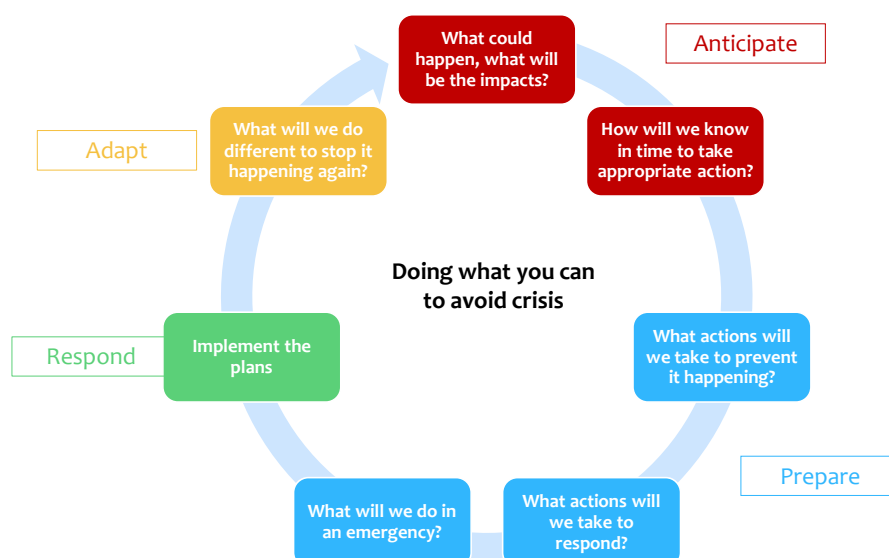 What could
happen, what will
be the impacts?
Anticipate
How will we know
in time to take
appropriate action?
What will we do
different to stop it
happening again?
Adapt
Doing what you can
to avoid crisis
What actions will
we take to prevent
it happening?
Implement the
plans
Respond
Prepare
What actions will
we take to
respond?
What will we do in
an emergency?